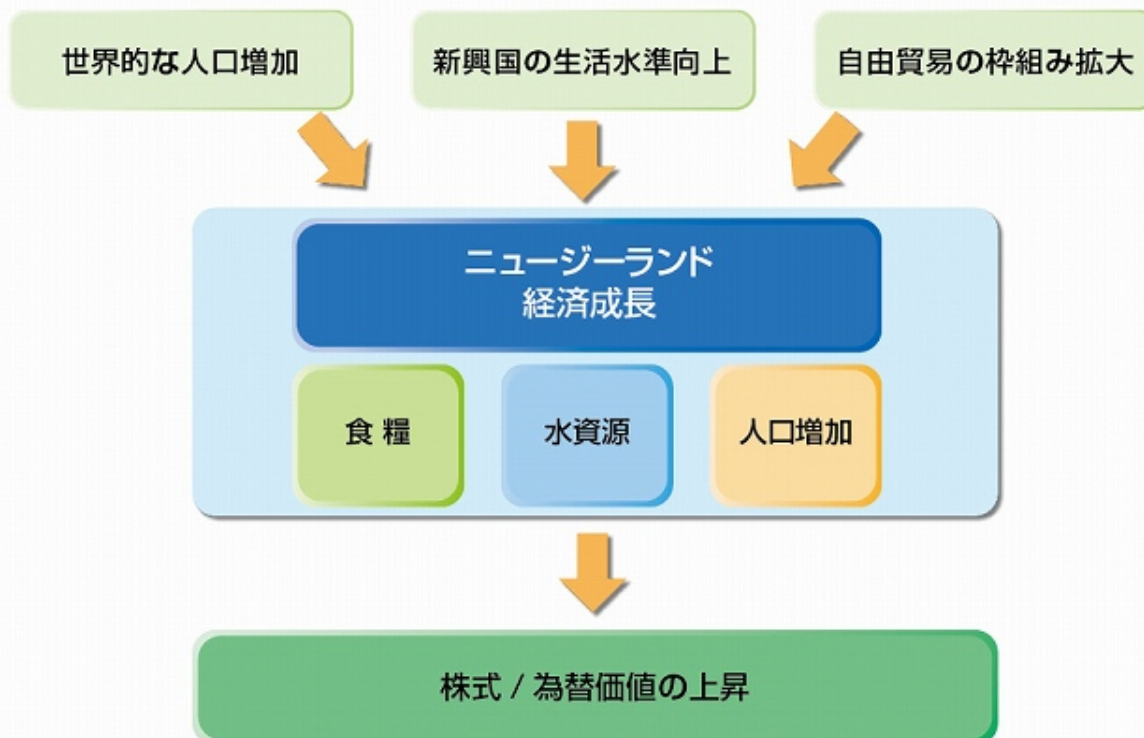 世界的な人口増加
新興国の生活水準向上
自由貿易の枠組み拡大
ニュージーランド
経済成長
食 糧
水資源
人口増加
株式 / 為替価値の上昇